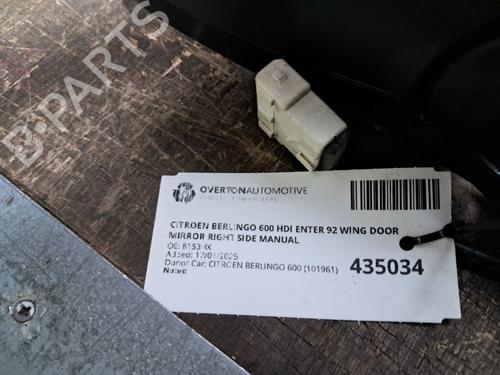 B-PARTS
OVERTONAUTOMOTIVE
CITROEN BERLINGO 600 HDI ENTER 92 WING DOOR
MIRROR RIGHT SIDE MANUAL
OE: 8153HX
Added: 17/01/2025
Donor Car: CITROEN BERLINGO 600 (101961)
Notes:
435034